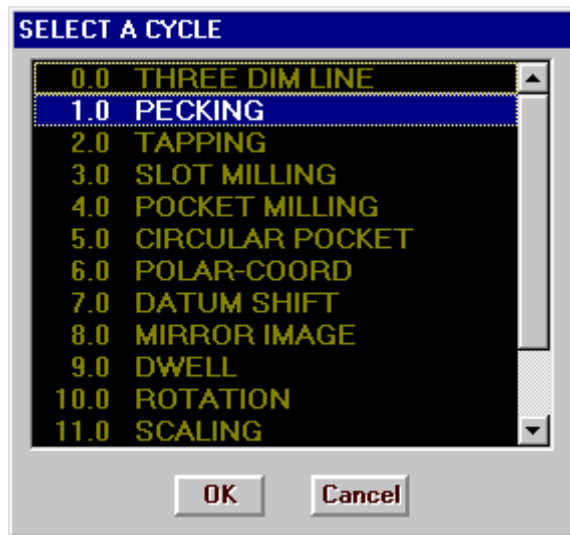 SELECT A CYCLE
0.0 THREE DIM LINE
1.0 PECKING
2.0 TAPPING
3.0 SLOT MILLING
4.0 POCKET MILLING
5.0 CIRCULAR POCKET
6.0 POLAR-COORD
7.0 DATUM SHIFT
8.0 MIRROR IMAGE
9.0 DWELL
10.0 ROTATION
11.0 SCALING
OK Cancel